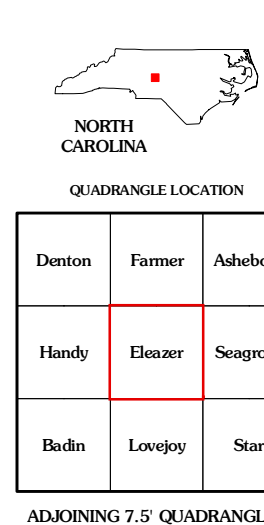 NORTH
CAROLINA
QUADRANGLE LOCATION
Denton Farmer Ashebo
Handy Eleazer Seagro
Badin Lovejoy Star
ADJOINING 7.5' QUADRANGL